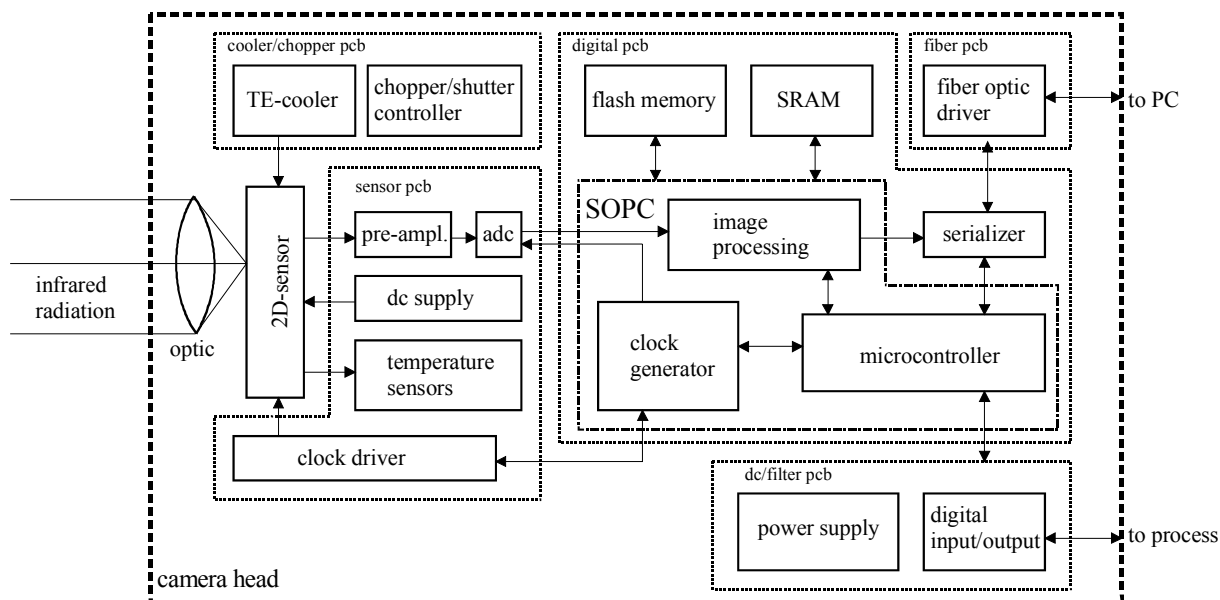 cooler/chopper pcb
TE-cooler
chopper/shutter
controller
digital pcb
flash memory
SRAM
fiber pcb
fiber optic
driver
to PC
sensor pcb
2D-sensor
pre-ampl.
adc
dc supply
temperature
sensors
clock driver
infrared
radiation
optic
SOPC
image
processing
serializer
clock
generator
microcontroller
dc/filter pcb
power supply
digital
input/output
to process
camera head